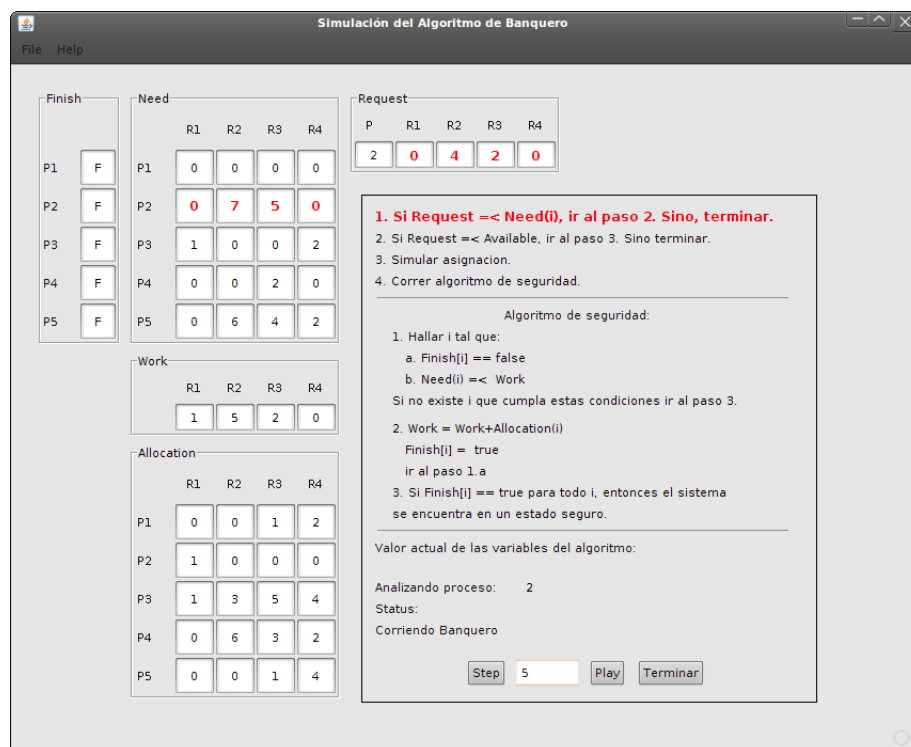 Simulación del Algoritmo de Banquero
File Help
Finish
P1 F
P2 F
P3 F
P4 F
P5 F
Need
R1 R2 R3 R4
P1 0 0 0 0
P2 0 7 5 0
P3 1 0 0 2
P4 0 0 2 0
P5 0 6 4 2
Work
R1 R2 R3 R4
1 5 2 0
Allocation
R1 R2 R3 R4
P1 0 0 1 2
P2 1 0 0 0
P3 1 3 5 4
P4 0 6 3 2
P5 0 0 1 4
Request
P R1 R2 R3 R4
2 0 4 2 0
1. Si Request =< Need(i), ir al paso 2. Sino, terminar.
2. Si Request =< Available, ir al paso 3. Sino terminar.
3. Simular asignacion.
4. Correr algoritmo de seguridad.
Algoritmo de seguridad:
1. Hallar i tal que:
a. Finish[i] == false
b. Need(i) =< Work
Si no existe i que cumpla estas condiciones ir al paso 3.
2. Work = Work+Allocation(i)
Finish[i] = true
ir al paso 1.a
3. Si Finish[i] == true para todo i, entonces el sistema
se encuentra en un estado seguro.
Valor actual de las variables del algoritmo:
Analizando proceso: 2
Status:
Corriendo Banquero
Step 5 Play Terminar